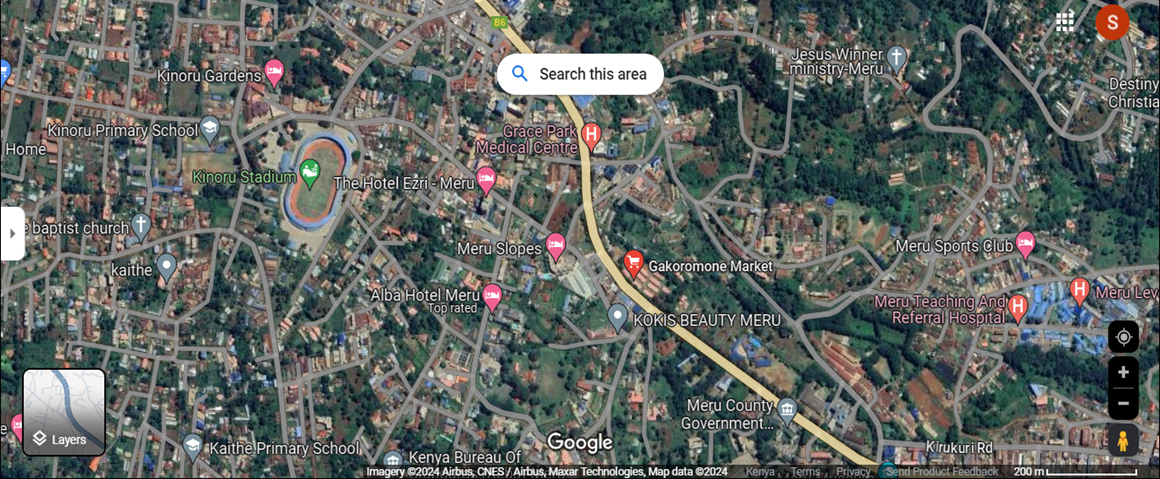 B6
S
Search this area
Jesus Winner
ministry-Meru
Kinoru Gardens
Destiny
Christia
Kinoru Primary School
Grace Park
Medical Centre
Home
Kinoru Stadium
The Hotel Ezri - Meru
e baptist church
Meru Slopes
Meru Sports Club
kaithe
Gakoromone Market
Alba Hotel Meru
Top rated
Meru Teaching And
Referral Hospital
Meru Lev
KOKIS BEAUTY MERU
Meru County
Government...
e
Layers
Google
Kaithe Primary School
Kenya Bureau Of
Kirukuri Rd
Imagery ©2024 Airbus, CNES / Airbus, Maxar Technologies, Map data ©2024
Kenya
Terms
Privacy
Send Product Feedback
200 m